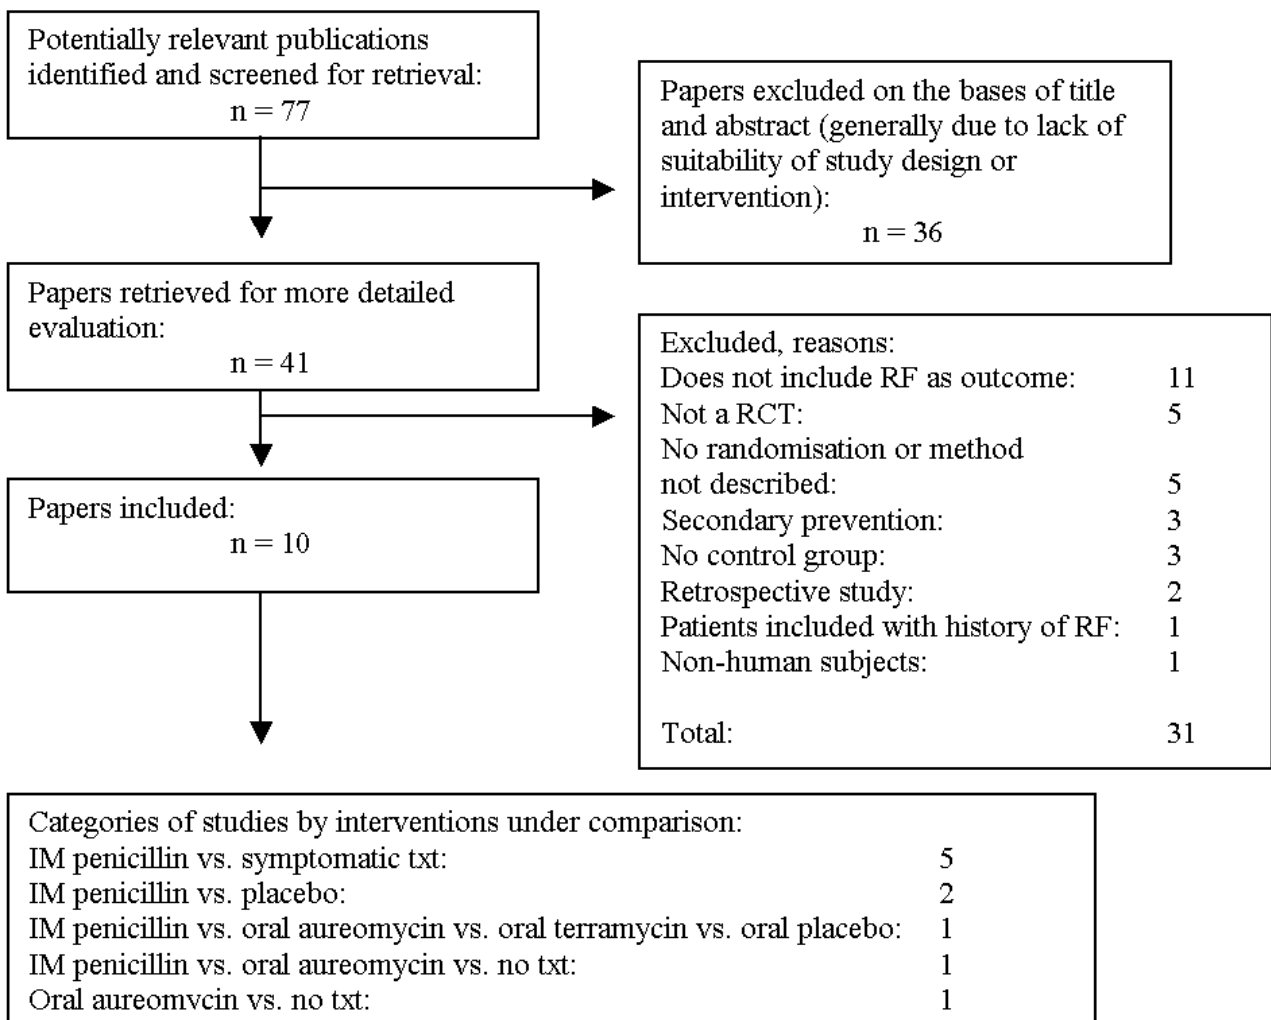 Potentially relevant publications
identified and screened for retrieval:
n = 77
Papers excluded on the bases of title
and abstract (generally due to lack of
suitability of study design or
intervention):
n = 36
Papers retrieved for more detailed
evaluation:
n = 41
Excluded, reasons:
Does not include RF as outcome: 11
Not a RCT: 5
No randomisation or method
not described: 5
Secondary prevention: 3
No control group: 3
Retrospective study: 2
Patients included with history of RF: 1
Non-human subjects: 1
Total: 31
Papers included:
n = 10
Categories of studies by interventions under comparison:
IM penicillin vs. symptomatic txt: 5
IM penicillin vs. placebo: 2
IM penicillin vs. oral aureomycin vs. oral terramycin vs. oral placebo: 1
IM penicillin vs. oral aureomycin vs. no txt: 1
Oral aureomycin vs. no txt: 1